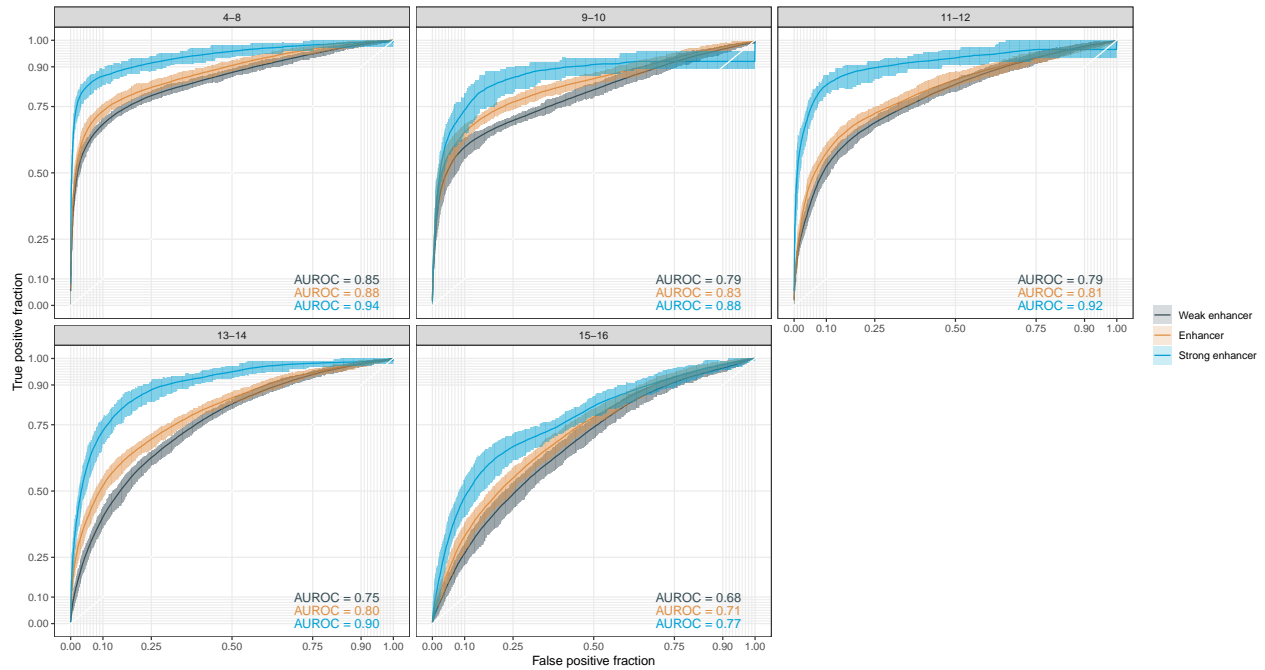 4−8
9−10
11−12
1.00
0.90
0.75
0.50
0.25
0.10
0.00
AUROC = 0.85
AUROC = 0.88
AUROC = 0.94
AUROC = 0.79
AUROC = 0.83
AUROC = 0.88
AUROC = 0.79
AUROC = 0.81
AUROC = 0.92
0.00 0.10 0.25 0.50 0.75 0.90 1.00
True positive fraction
Weak enhancer
Enhancer
Strong enhancer
13−14
15−16
1.00
0.90
0.75
0.50
0.25
0.10
0.00
AUROC = 0.75
AUROC = 0.80
AUROC = 0.90
AUROC = 0.68
AUROC = 0.71
AUROC = 0.77
0.00 0.10 0.25 0.50 0.75 0.90 1.00
0.00 0.10 0.25 0.50 0.75 0.90 1.00
False positive fraction